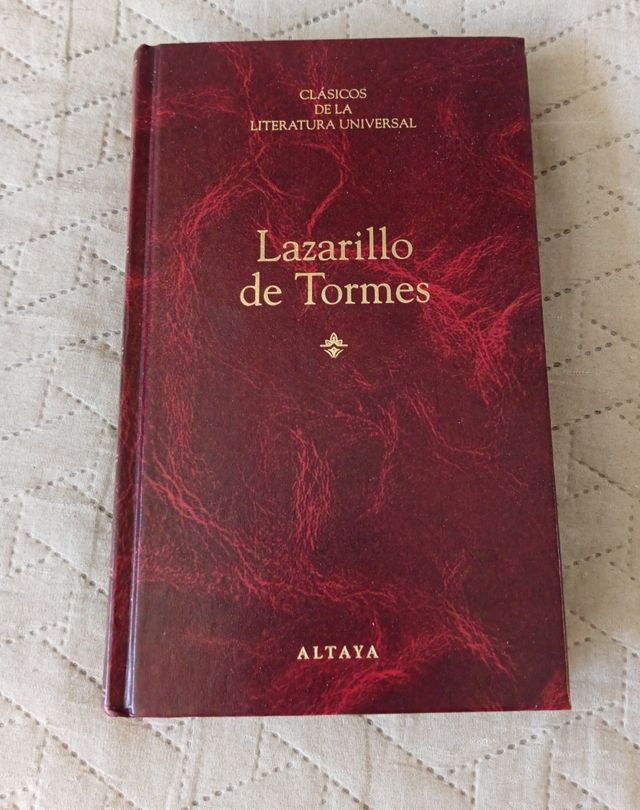 CLÁSICOS
DE LA
LITERATURA UNIVERSAL
Lazarillo
de Tormes
ALTAYA